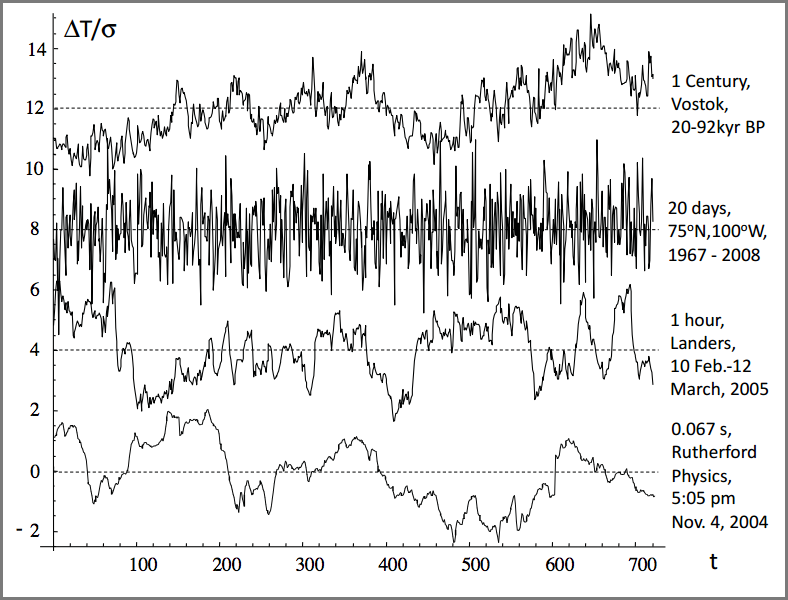 ΔT/σ
14
12
10
8
6
4
2
0
- 2
100
200
300
400
500
600
700
t
1 Century,
Vostok,
20-92kyr BP
20 days,
75ºN,100ºW,
1967 - 2008
1 hour,
Landers,
10 Feb.-12
March, 2005
0.067 s,
Rutherford
Physics,
5:05 pm
Nov. 4, 2004